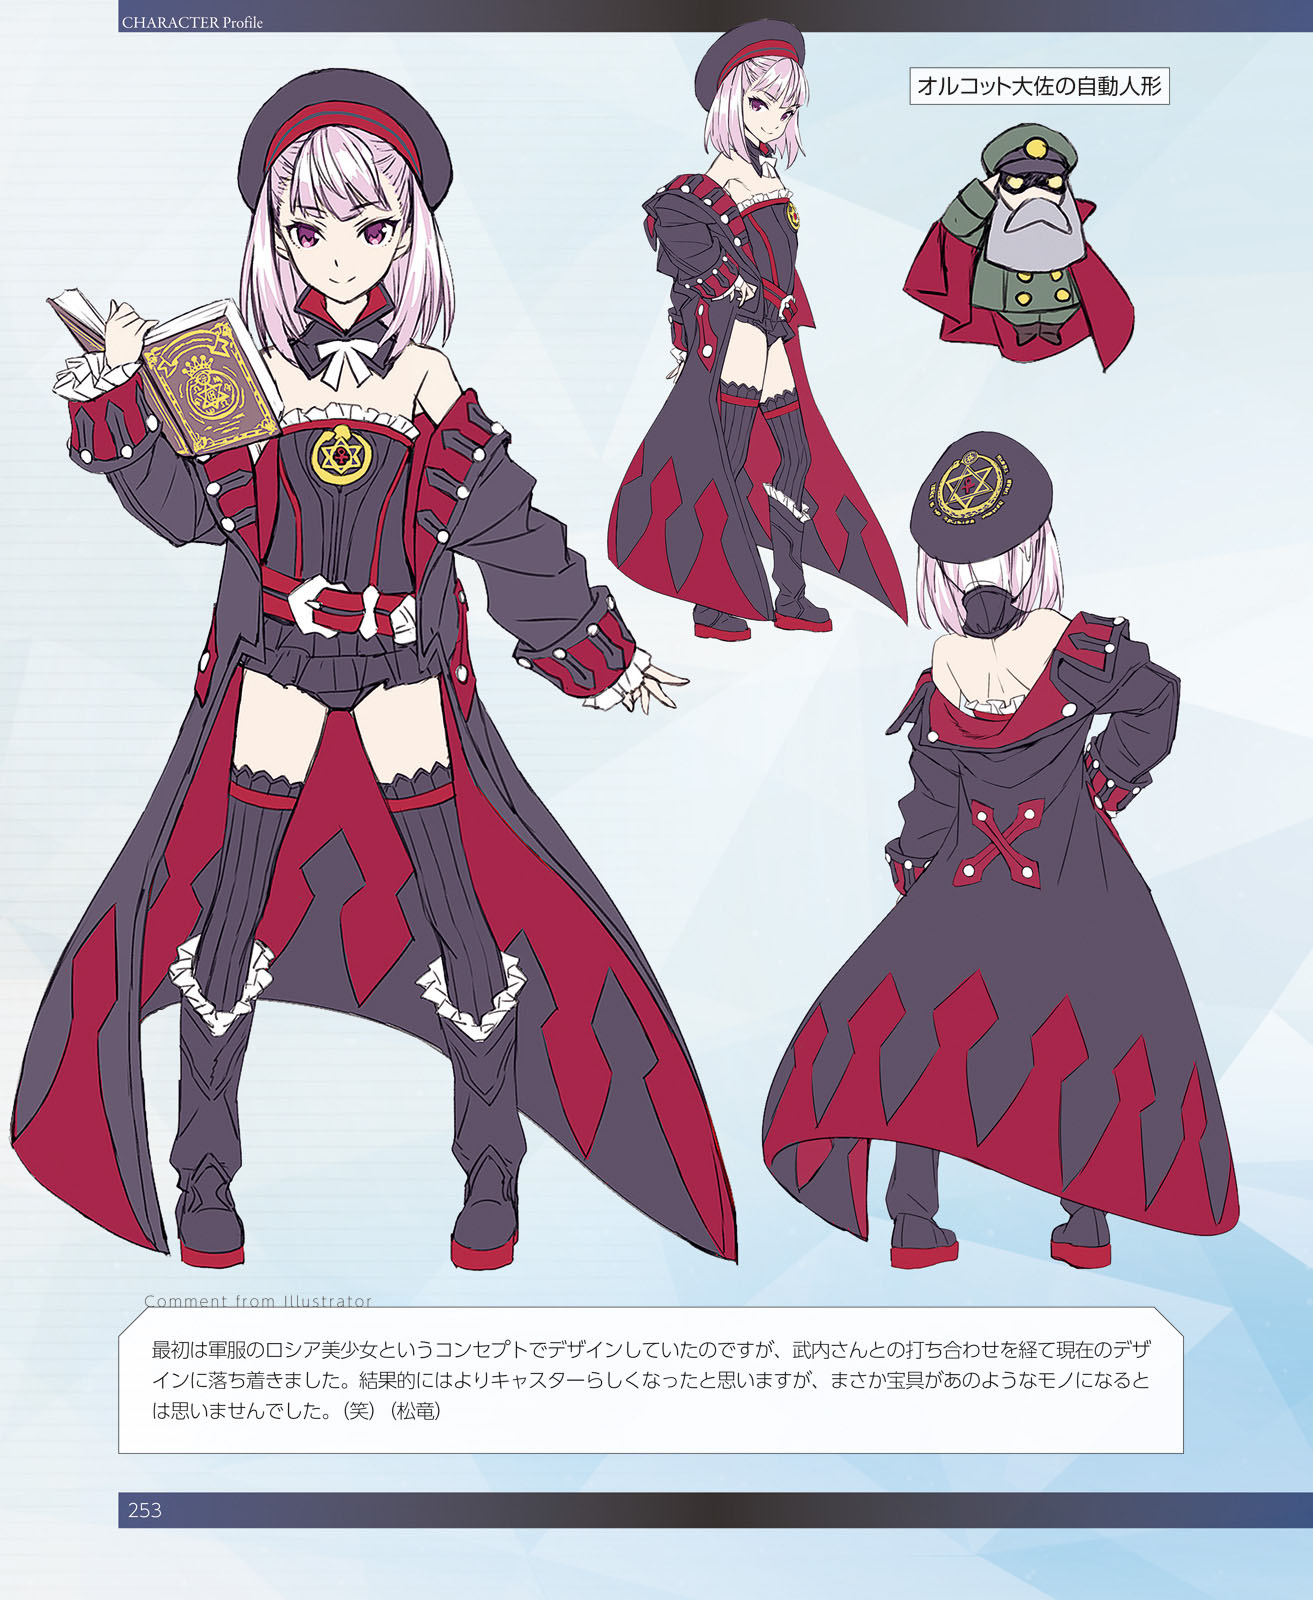 CHARACTER Profile
オルコット大佐の自動人形
Comment from Illustrator
最初は軍服のロシア美少女というコンセプトでデザインしていたのですが、武内さんとの打ち合わせを経て現在のデザ
インに落ち着きました。結果的にはよりキャスターらしくなったと思いますが、まさか宝具があのようなモノになると
は思いませんでした。（笑）（松竜）
253